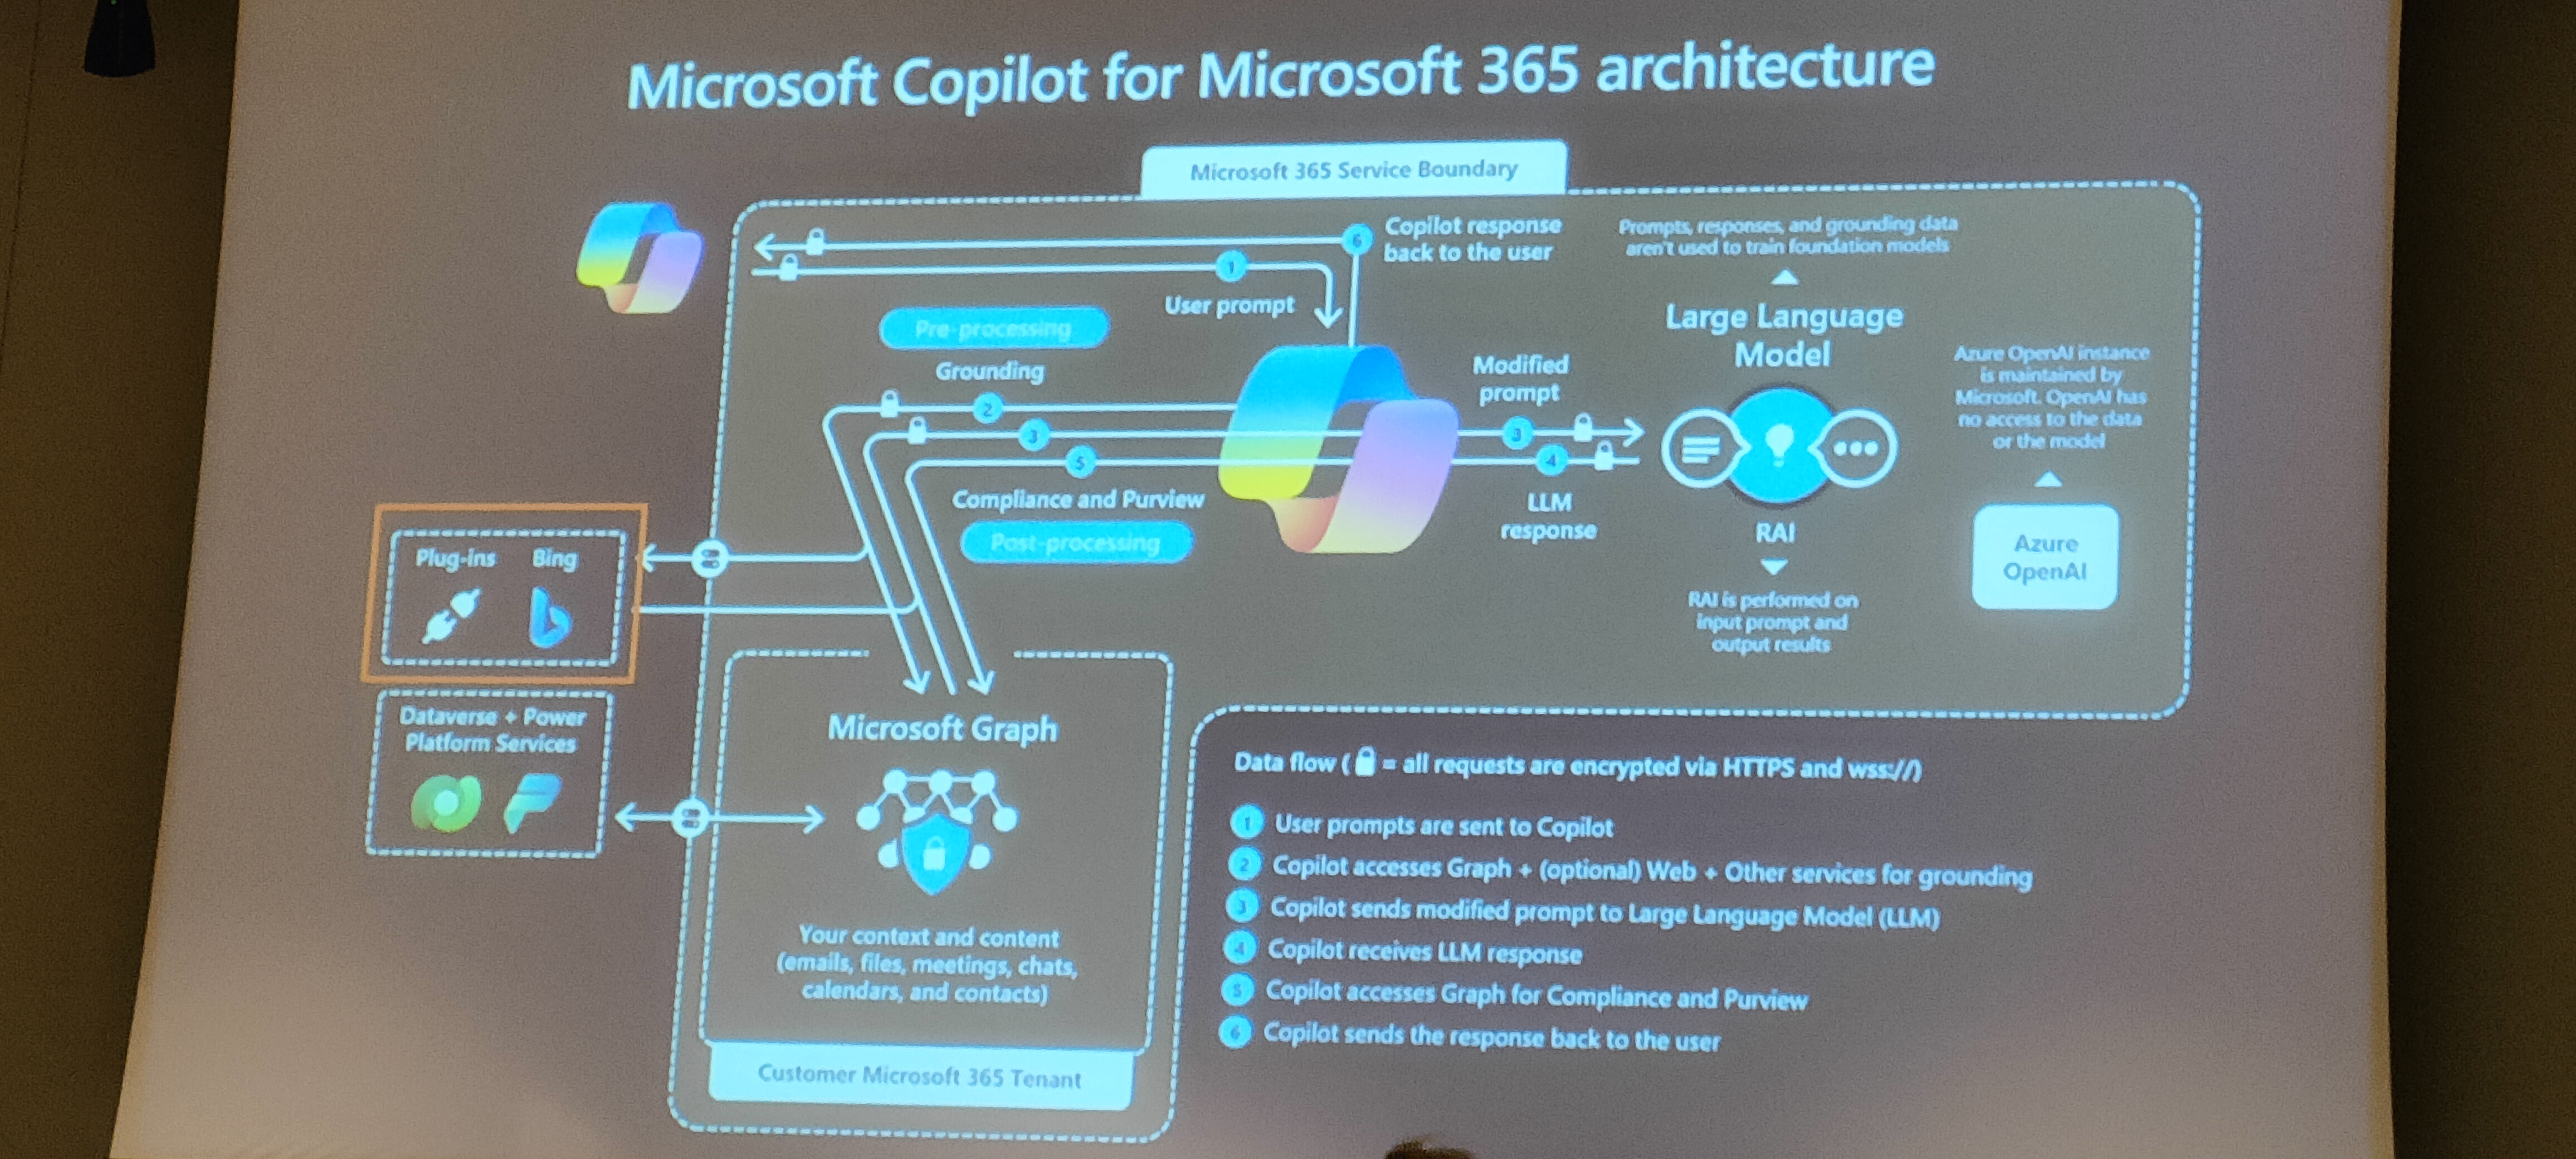 Microsoft Copilot for Microsoft 365 architecture
Microsoft 365 Service Boundary
Copilot response
back to the user
6
1
User prompt
Prompts, responses, and grounding data
aren't used to train foundation models
Large Language
Model
Pre-processing
Grounding
2
3
5
Compliance and Purview
Post-processing
Modified
prompt
3
4
LLM
response
RAI
RAI is performed on
input prompt and
output results
Azure OpenAI instance
is maintained by
Microsoft. OpenAI has
no access to the data
or the model
Azure
OpenAI
Plug-ins
Bing
Dataverse + Power
Platform Services
Microsoft Graph
Your context and content
(emails, files, meetings, chats,
calendars, and contacts)
Customer Microsoft 365 Tenant
Data flow ( = all requests are encrypted via HTTPS and wss://)
1 User prompts are sent to Copilot
2 Copilot accesses Graph + (optional) Web + Other services for grounding
3 Copilot sends modified prompt to Large Language Model (LLM)
4 Copilot receives LLM response
5 Copilot accesses Graph for Compliance and Purview
6 Copilot sends the response back to the user